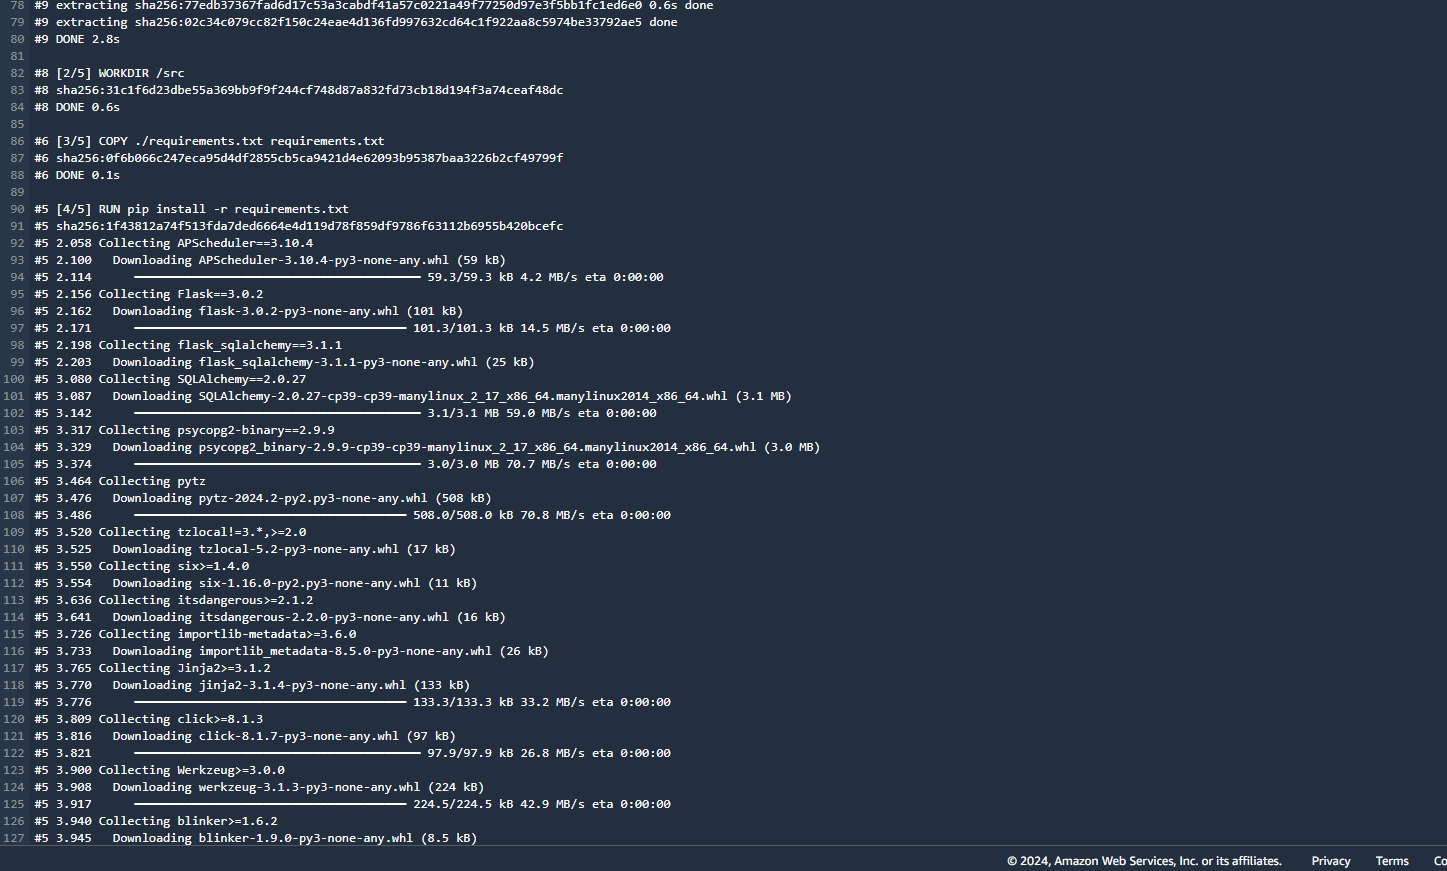 78 #9 extracting sha256:77edb37367fad6d17c53a3cabdf41a57c0221a49f77250d97e3f5bb1fc1ed6e0 0.6s done
79 #9 extracting sha256:02c34c079cc82f150c24eae4d136fd997632cd64c1f922aa8c5974be33792ae5 done
80 #9 DONE 2.8s
81
82 #8 [2/5] WORKDIR /src
83 #8 sha256:31c1f6d23dbe55a369bb9f9f244cf748d87a832fd73cb18d194f3a74ceaf48dc
84 #8 DONE 0.6s
85
86 #6 [3/5] COPY ./requirements.txt requirements.txt
87 #6 sha256:0f6b066c247eca95d4df2855cb5ca9421d4e62093b95387baa3226b2cf49799f
88 #6 DONE 0.1s
89
90 #5 [4/5] RUN pip install -r requirements.txt
91 #5 sha256:1f43812a74f513fda7ded6664e4d119d78f859df9786f63112b6955b420bcefc
92 #5 2.058 Collecting APScheduler==3.10.4
93 #5 2.100   Downloading APScheduler-3.10.4-py3-none-any.whl (59 kB)
94 #5 2.114      ━━━━━━━━━━━━━━━━━━━━━━━━━━━━━━━━━━━━━━━━ 59.3/59.3 kB 4.2 MB/s eta 0:00:00
95 #5 2.156 Collecting Flask==3.0.2
96 #5 2.162   Downloading flask-3.0.2-py3-none-any.whl (101 kB)
97 #5 2.171      ━━━━━━━━━━━━━━━━━━━━━━━━━━━━━━━━━━━━━━ 101.3/101.3 kB 14.5 MB/s eta 0:00:00
98 #5 2.198 Collecting flask_sqlalchemy==3.1.1
99 #5 2.203   Downloading flask_sqlalchemy-3.1.1-py3-none-any.whl (25 kB)
100 #5 3.080 Collecting SQLAlchemy==2.0.27
101 #5 3.087   Downloading SQLAlchemy-2.0.27-cp39-cp39-manylinux_2_17_x86_64.manylinux2014_x86_64.whl (3.1 MB)
102 #5 3.142      ━━━━━━━━━━━━━━━━━━━━━━━━━━━━━━━━━━━━━━━━ 3.1/3.1 MB 59.0 MB/s eta 0:00:00
103 #5 3.317 Collecting psycopg2-binary==2.9.9
104 #5 3.329   Downloading psycopg2_binary-2.9.9-cp39-cp39-manylinux_2_17_x86_64.manylinux2014_x86_64.whl (3.0 MB)
105 #5 3.374      ━━━━━━━━━━━━━━━━━━━━━━━━━━━━━━━━━━━━━━━━ 3.0/3.0 MB 70.7 MB/s eta 0:00:00
106 #5 3.464 Collecting pytz
107 #5 3.476   Downloading pytz-2024.2-py2.py3-none-any.whl (508 kB)
108 #5 3.486      ━━━━━━━━━━━━━━━━━━━━━━━━━━━━━━━━━━━━━━ 508.0/508.0 kB 70.8 MB/s eta 0:00:00
109 #5 3.520 Collecting tzlocal!=3.*,>=2.0
110 #5 3.525   Downloading tzlocal-5.2-py3-none-any.whl (17 kB)
111 #5 3.550 Collecting six>=1.4.0
112 #5 3.554   Downloading six-1.16.0-py2.py3-none-any.whl (11 kB)
113 #5 3.636 Collecting itsdangerous>=2.1.2
114 #5 3.641   Downloading itsdangerous-2.2.0-py3-none-any.whl (16 kB)
115 #5 3.726 Collecting importlib-metadata>=3.6.0
116 #5 3.733   Downloading importlib_metadata-8.5.0-py3-none-any.whl (26 kB)
117 #5 3.765 Collecting Jinja2>=3.1.2
118 #5 3.770   Downloading jinja2-3.1.4-py3-none-any.whl (133 kB)
119 #5 3.776      ━━━━━━━━━━━━━━━━━━━━━━━━━━━━━━━━━━━━━━ 133.3/133.3 kB 33.2 MB/s eta 0:00:00
120 #5 3.809 Collecting click>=8.1.3
121 #5 3.816   Downloading click-8.1.7-py3-none-any.whl (97 kB)
122 #5 3.821      ━━━━━━━━━━━━━━━━━━━━━━━━━━━━━━━━━━━━━━━━ 97.9/97.9 kB 26.8 MB/s eta 0:00:00
123 #5 3.900 Collecting Werkzeug>=3.0.0
124 #5 3.908   Downloading werkzeug-3.1.3-py3-none-any.whl (224 kB)
125 #5 3.917      ━━━━━━━━━━━━━━━━━━━━━━━━━━━━━━━━━━━━━━ 224.5/224.5 kB 42.9 MB/s eta 0:00:00
126 #5 3.940 Collecting blinker>=1.6.2
127 #5 3.945   Downloading blinker-1.9.0-py3-none-any.whl (8.5 kB)
© 2024, Amazon Web Services, Inc. or its affiliates. Privacy Terms Co